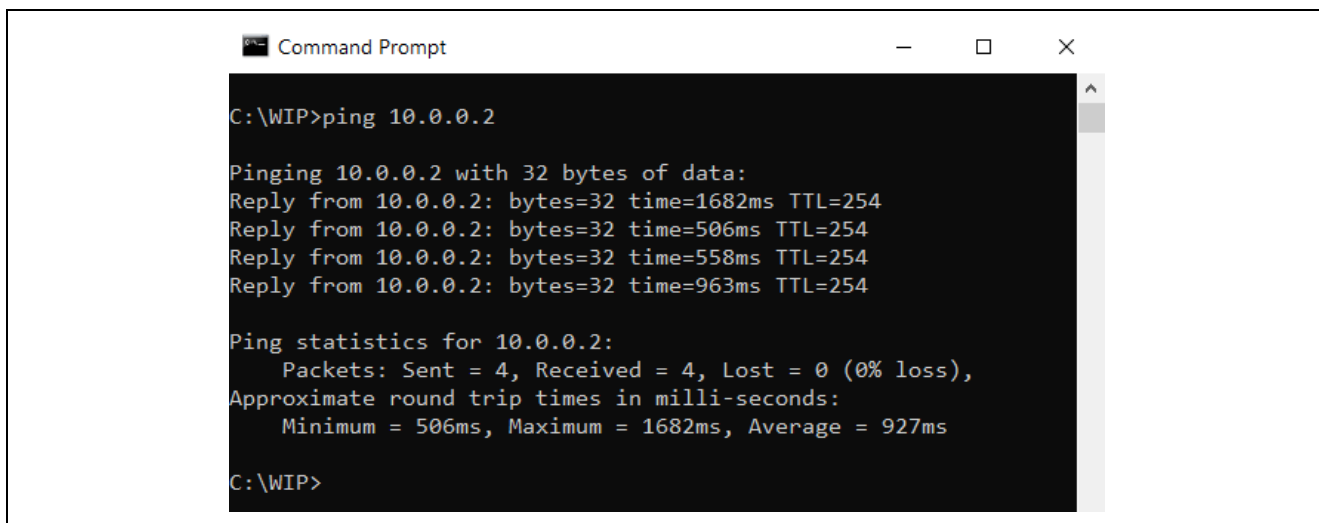 Command Prompt
C:\WIP>ping 10.0.0.2
Pinging 10.0.0.2 with 32 bytes of data:
Reply from 10.0.0.2: bytes=32 time=1682ms TTL=254
Reply from 10.0.0.2: bytes=32 time=506ms TTL=254
Reply from 10.0.0.2: bytes=32 time=558ms TTL=254
Reply from 10.0.0.2: bytes=32 time=963ms TTL=254
Ping statistics for 10.0.0.2:
    Packets: Sent = 4, Received = 4, Lost = 0 (0% loss),
Approximate round trip times in milli-seconds:
    Minimum = 506ms, Maximum = 1682ms, Average = 927ms
C:\WIP>